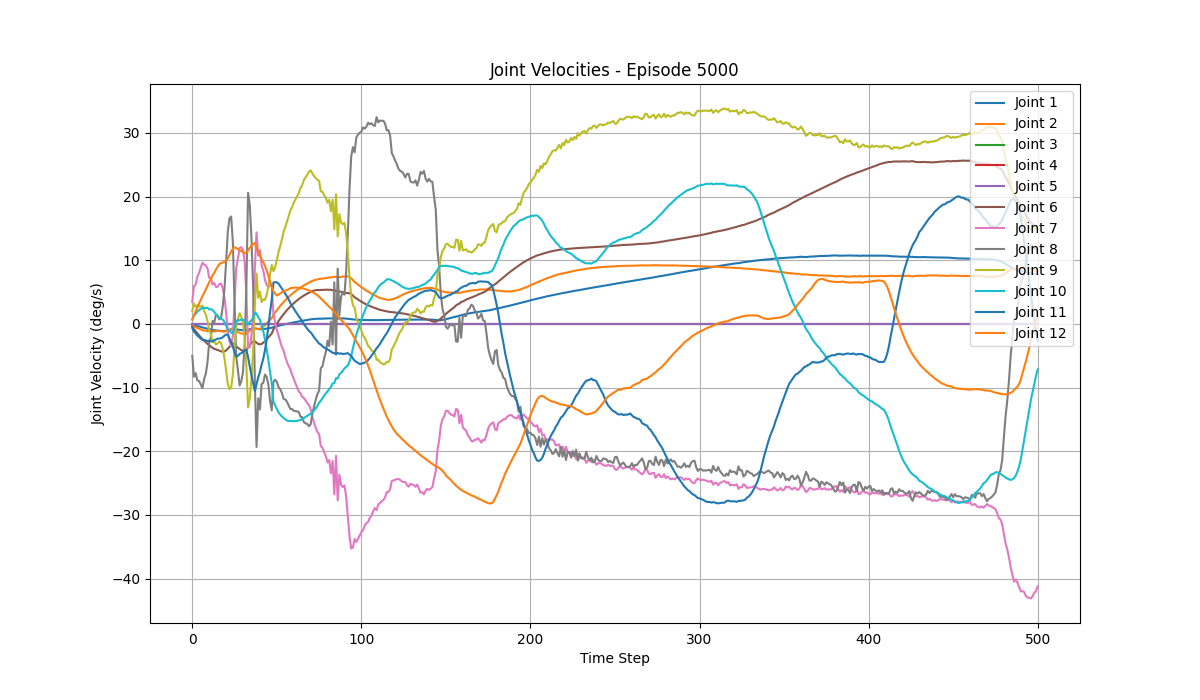 Joint Velocities - Episode 5000
Joint Velocity (deg/s)
30
20
10
0
−10
−20
−30
−40
0 100 200 300 400 500
Time Step
Joint 1
Joint 2
Joint 3
Joint 4
Joint 5
Joint 6
Joint 7
Joint 8
Joint 9
Joint 10
Joint 11
Joint 12